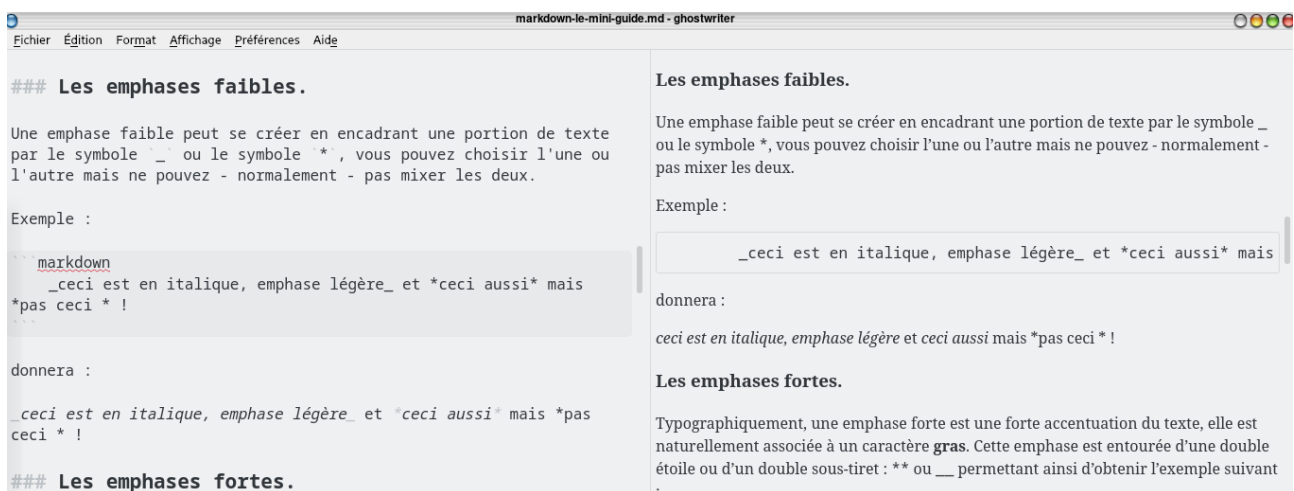 markdown-le-mini-guide.md - ghostwriter
Fichier Édition Format Affichage Préférences Aide
### Les emphases faibles.
Une emphase faible peut se créer en encadrant une portion de texte
par le symbole `_` ou le symbole `*`, vous pouvez choisir l'une ou
l'autre mais ne pouvez - normalement - pas mixer les deux.
Exemple :
```markdown
_ceci est en italique, emphase légère_ et *ceci aussi* mais
*pas ceci * !
```
donnera :
_ceci est en italique, emphase légère_ et *ceci aussi* mais *pas
ceci * !
### Les emphases fortes.
Les emphases faibles.
Une emphase faible peut se créer en encadrant une portion de texte par le symbole _
ou le symbole *, vous pouvez choisir l’une ou l’autre mais ne pouvez - normalement -
pas mixer les deux.
Exemple :
_ceci est en italique, emphase légère_ et *ceci aussi* mais
donnera :
ceci est en italique, emphase légère et ceci aussi mais *pas ceci * !
Les emphases fortes.
Typographiquement, une emphase forte est une forte accentuation du texte, elle est
naturellement associée à un caractère gras. Cette emphase est entourée d’une double
étoile ou d’un double sous-tiret : ** ou __ permettant ainsi d’obtenir l’exemple suivant
: